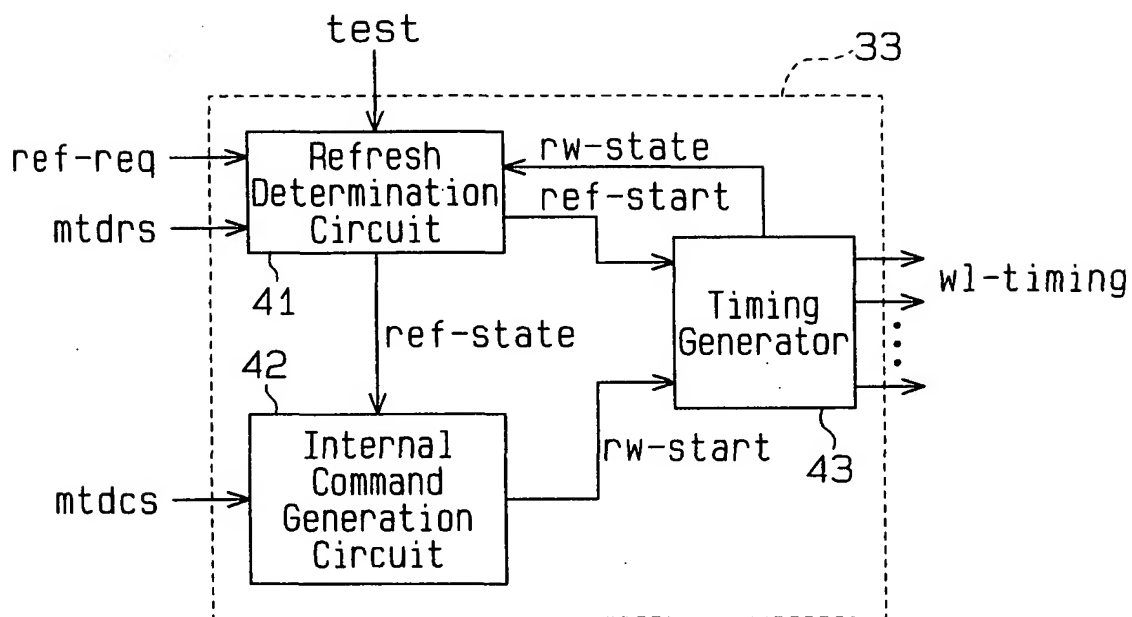 test
33
ref-req
Refresh
Determination
Circuit
rw-state
ref-start
mtdrs
41
wl-timing
Timing
Generator
ref-state
42
43
rw-start
Internal
Command
Generation
Circuit
mtdcs